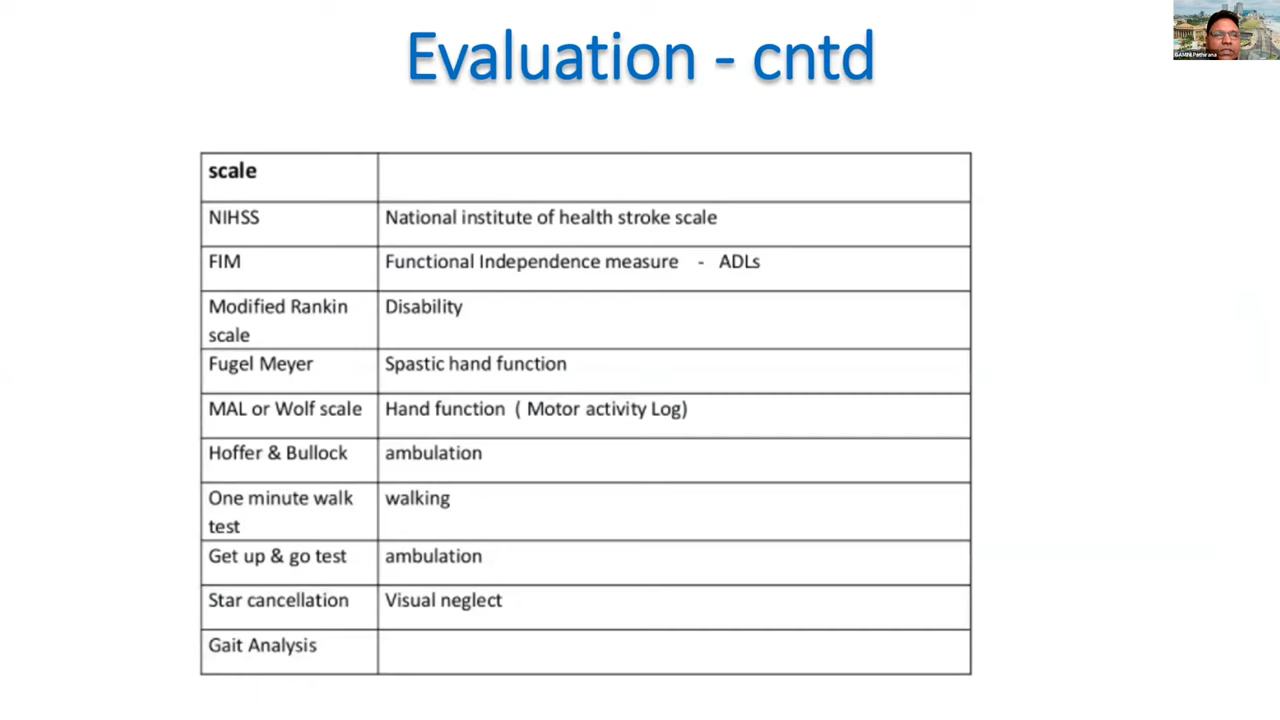 Evaluation - cntd
GAMINI Pathirana
scale
NIHSS National institute of health stroke scale
FIM Functional Independence measure - ADLs
Modified Rankin Disability
scale
Fugel Meyer Spastic hand function
MAL or Wolf scale Hand function ( Motor activity Log)
Hoffer & Bullock ambulation
One minute walk walking
test
Get up & go test ambulation
Star cancellation Visual neglect
Gait Analysis